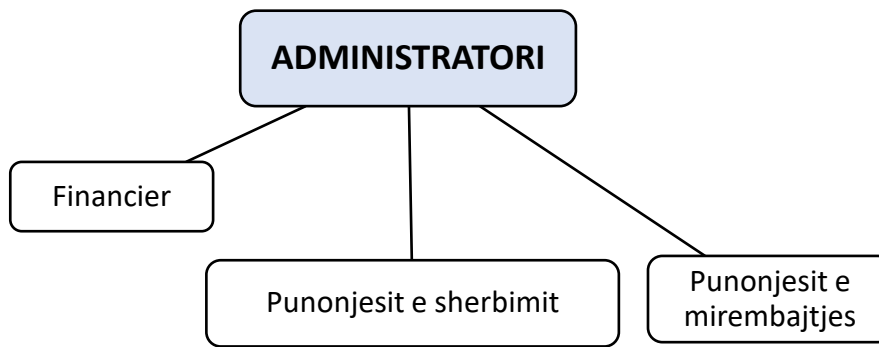 ADMINISTRATORI
Financier
Punonjesit e sherbimit
Punonjesit e
mirembajtjes